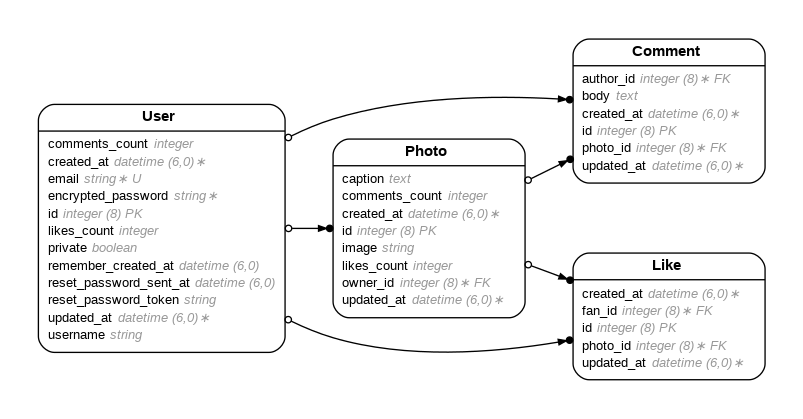 User
comments_count integer
created_at datetime (6,0)∗
email string∗ U
encrypted_password string∗
id integer (8) PK
likes_count integer
private boolean
remember_created_at datetime (6,0)
reset_password_sent_at datetime (6,0)
reset_password_token string
updated_at datetime (6,0)∗
username string
Photo
caption text
comments_count integer
created_at datetime (6,0)∗
id integer (8) PK
image string
likes_count integer
owner_id integer (8)∗ FK
updated_at datetime (6,0)∗
Comment
author_id integer (8)∗ FK
body text
created_at datetime (6,0)∗
id integer (8) PK
photo_id integer (8)∗ FK
updated_at datetime (6,0)∗
Like
created_at datetime (6,0)∗
fan_id integer (8)∗ FK
id integer (8) PK
photo_id integer (8)∗ FK
updated_at datetime (6,0)∗